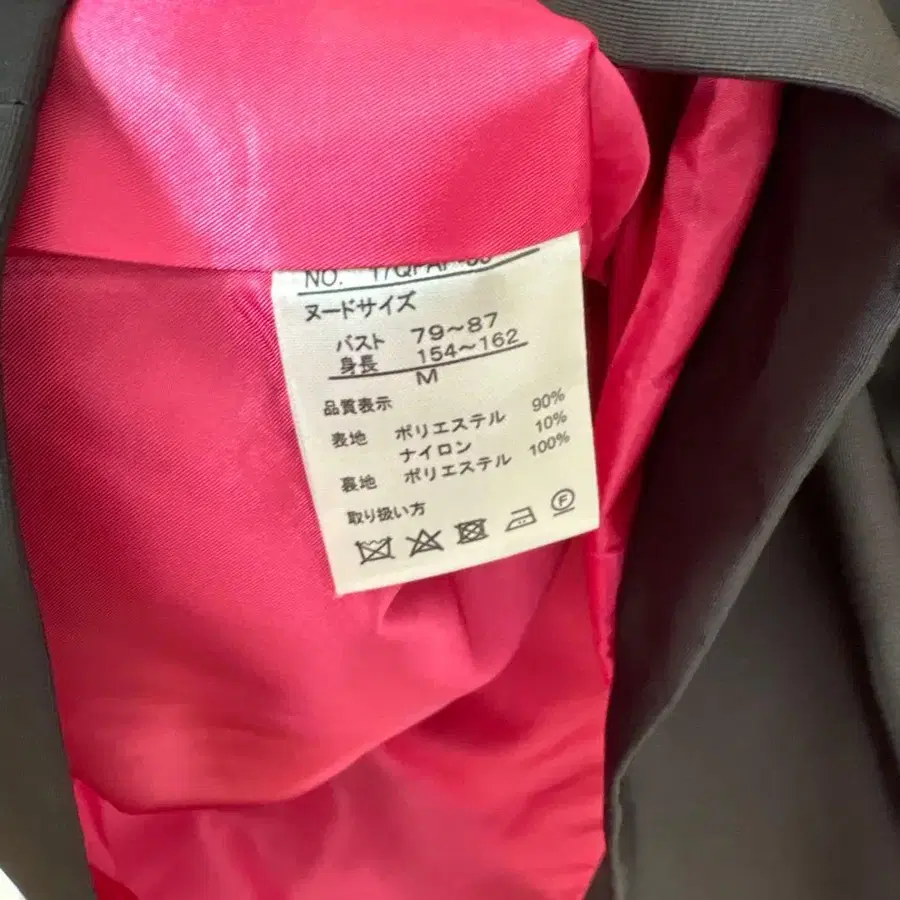 NO.
ヌードサイズ
バスト 79～87
身長 154～162
M
品質表示
表地 ポリエステル 90%
ナイロン 10%
裏地 ポリエステル 100%
取り扱い方
F